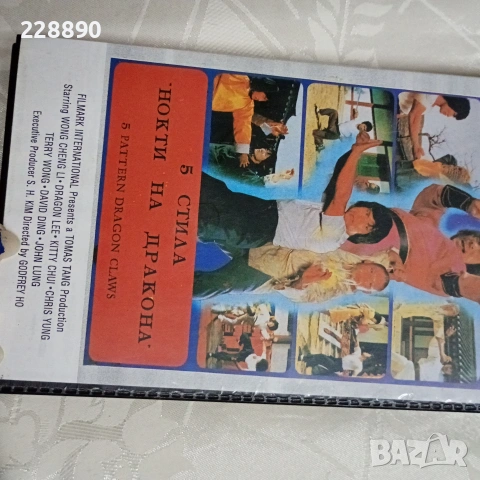 228890
5 СТИЛА
"НОКТИ НА ДРАКОНА"
5 PATTERN DRAGON CLAWS
FILMARK INTERNATIONAL Presents a TOMAS TANG Production
Starring WONG CHENG LI • DRAGON LEE • KITTY CHUI • CHRIS YUNG
TERRY WONG • DAVID DING • JOHN LUNG
Executive Producer S. H. KIM Directed by GODFREY HO
BAZAR
bg